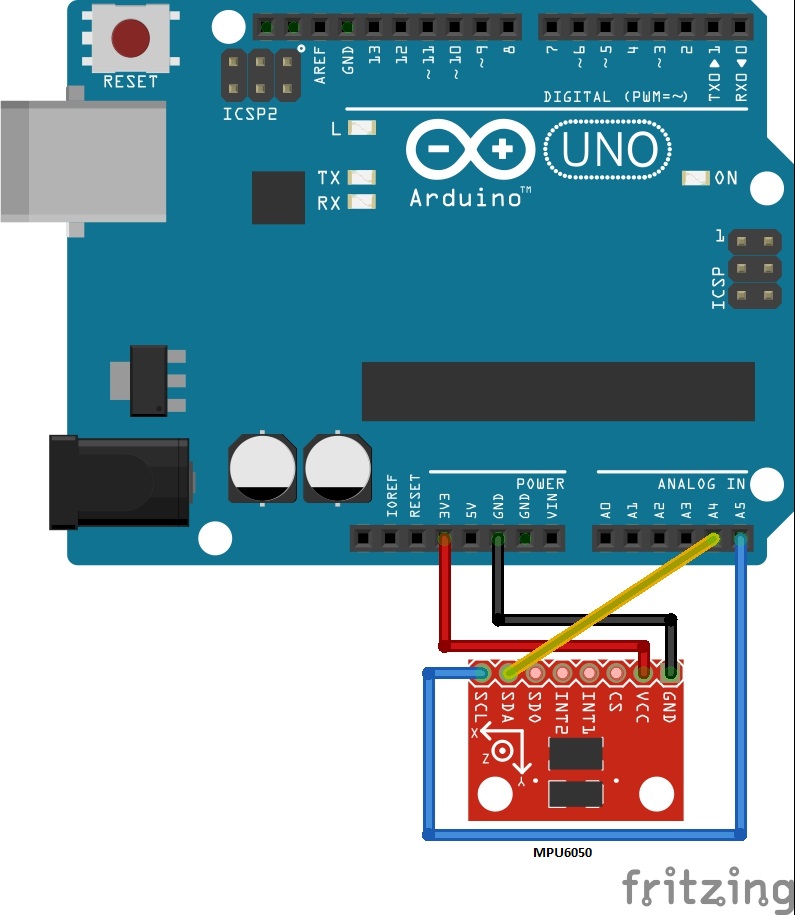 RESET
ICSP2
AREF
GND
13
12
~11
~10
~9
8
7
~6
~5
4
~3
2
TX0▶1
RX0◀0
DIGITAL (PWM=~)
L
TX
RX
Arduino™
UNO
ON
1
ICSP
IOREF
RESET
3V3
5V
GND
GND
VIN
POWER
A0
A1
A2
A3
A4
A5
ANALOG IN
SCL
SDA
SDO
INT2
INT1
CS
VCC
GND
X
Z
Y
MPU6050
fritzing